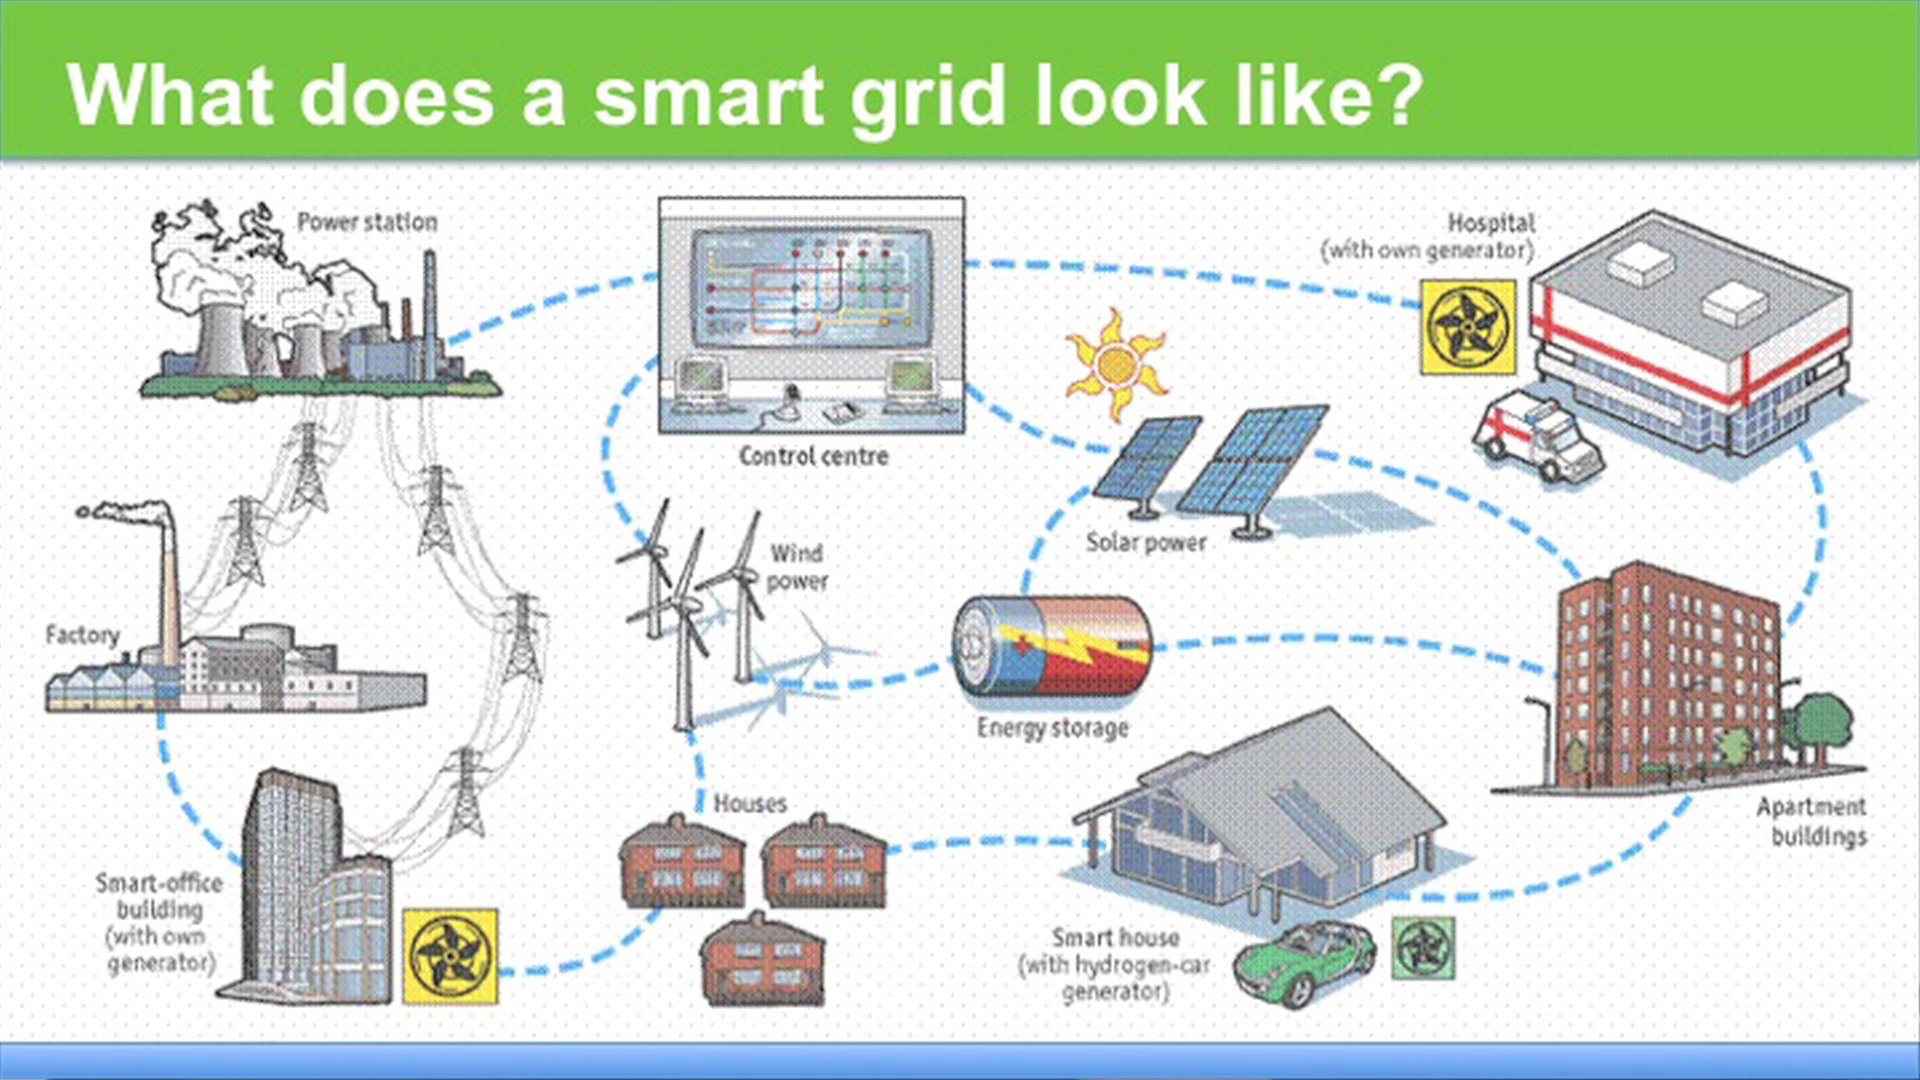 What does a smart grid look like?
Power station
Hospital
(with own generator)
Control centre
Solar power
Wind
power
Factory
Energy storage
Houses
Apartment
buildings
Smart-office
building
(with own
generator)
Smart house
(with hydrogen-car
generator)